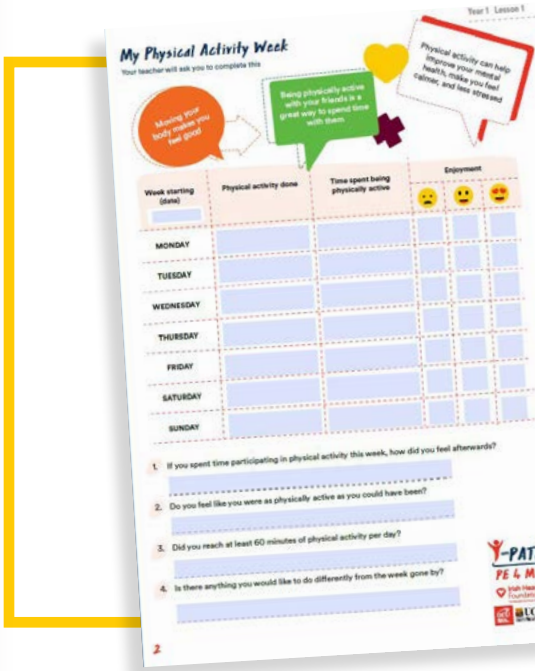 Year 1 Lesson 1
My Physical Activity Week
Your teacher will ask you to complete this
Moving your
body makes you
feel good
Being physically active
with your friends is a
great way to spend time
with them
Physical activity can help
improve your mental
health, make you feel
calmer, and less stressed
Week starting
(date)
Physical activity done
Time spent being
physically active
Enjoyment
MONDAY
TUESDAY
WEDNESDAY
THURSDAY
FRIDAY
SATURDAY
SUNDAY
1. If you spent time participating in physical activity this week, how did you feel afterwards?
2. Do you feel like you were as physically active as you could have been?
3. Did you reach at least 60 minutes of physical activity per day?
4. Is there anything you would like to do differently from the week gone by?
Y-PAT
PE 4 M
Irish Hea
Foundatio
2